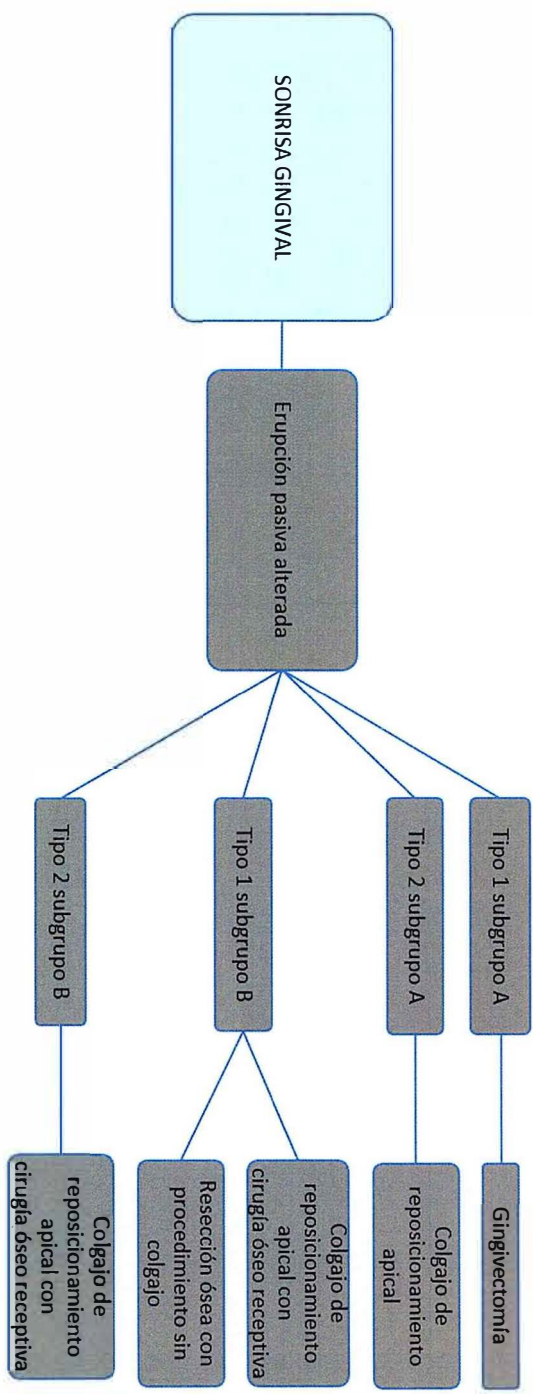 SONRISA GINGIVAL
Erupción pasiva alterada
Tipo 1 subgrupo A
Gingivectomía
Tipo 2 subgrupo A
Colgajo de
reposicionamiento
apical
Tipo 1 subgrupo B
Colgajo de
reposicionamiento
apical con
cirugía óseo receptiva
Resección ósea con
procedimiento sin
colgajo
Tipo 2 subgrupo B
Colgajo de
reposicionamiento
apical con
cirugía óseo receptiva